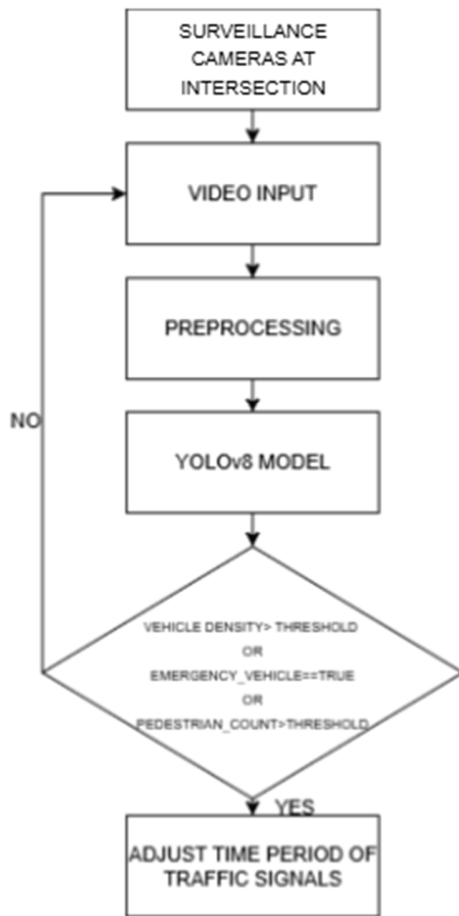 SURVEILLANCE
CAMERAS AT
INTERSECTION
VIDEO INPUT
PREPROCESSING
NO
YOLOv8 MODEL
VEHICLE DENSITY> THRESHOLD
OR
EMERGENCY_VEHICLE==TRUE
OR
PEDESTRIAN_COUNT>THRESHOLD
YES
ADJUST TIME PERIOD OF
TRAFFIC SIGNALS